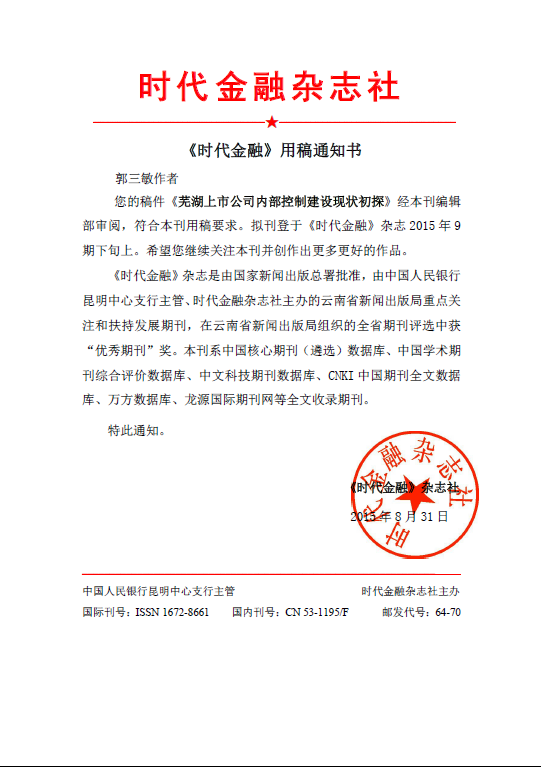 时代金融杂志社
《时代金融》用稿通知书
郭三敏作者
您的稿件《芜湖上市公司内部控制建设现状初探》经本刊编辑
部审阅，符合本刊用稿要求。拟刊登于《时代金融》杂志 2015 年 9
期下旬上。希望您继续关注本刊并创作出更多更好的作品。
《时代金融》杂志是由国家新闻出版总署批准，由中国人民银行
昆明中心支行主管、时代金融杂志社主办的云南省新闻出版局重点关
注和扶持发展期刊，在云南省新闻出版局组织的全省期刊评选中获
“优秀期刊”奖。本刊系中国核心期刊（遴选）数据库、中国学术期
刊综合评价数据库、中文科技期刊数据库、CNKI 中国期刊全文数据
库、万方数据库、龙源国际期刊网等全文收录期刊。
特此通知。
时代金融杂志社
《时代金融》杂志社
2015 年 8 月 31 日
中国人民银行昆明中心支行主管 时代金融杂志社主办
国际刊号：ISSN 1672-8661 国内刊号：CN 53-1195/F 邮发代号：64-70